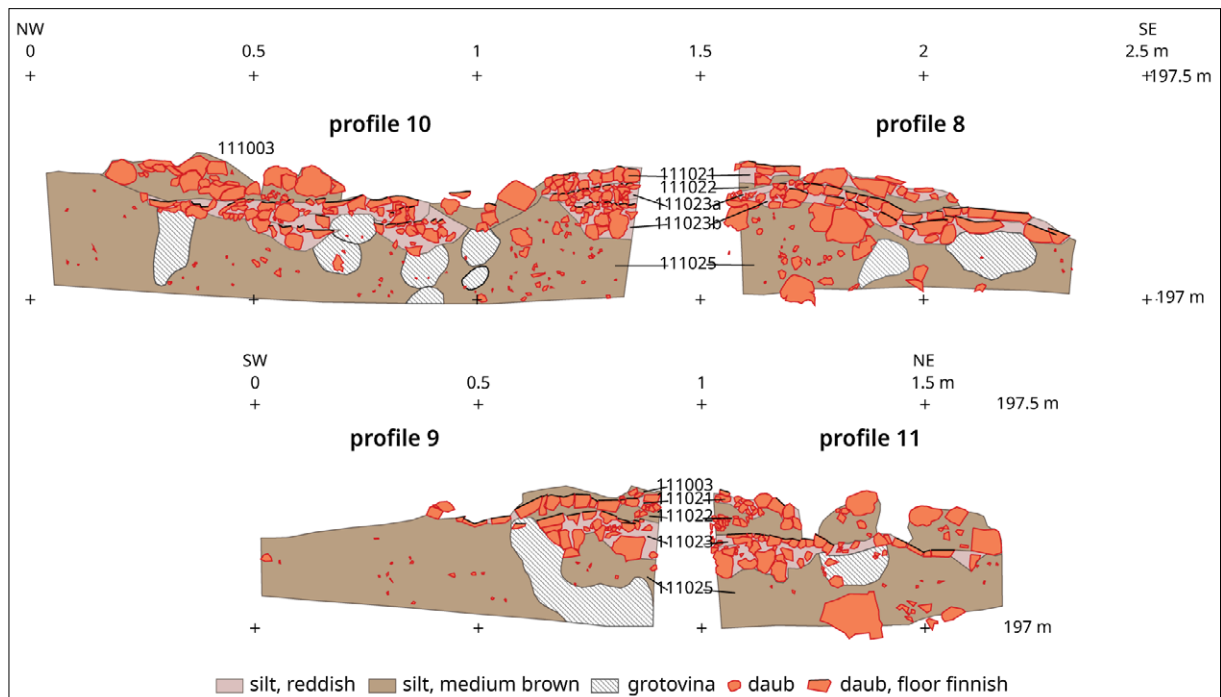 NW SE
0 0.5 1 1.5 2 2.5 m
197.5 m
profile 10 profile 8
111003
111021
111022
111023a
111023b
111025
197 m
SW NE
0 0.5 1 1.5 m
197.5 m
profile 9 profile 11
111003
111021
111022
111023
111025
197 m
silt, reddish silt, medium brown grotovina daub daub, floor finnish